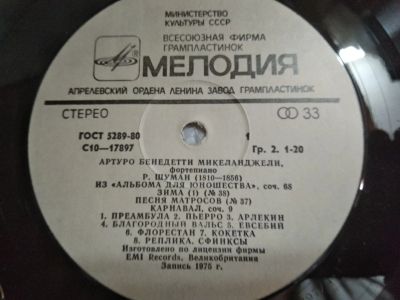 МИНИСТЕРСТВО
КУЛЬТУРЫ СССР
ВСЕСОЮЗНАЯ ФИРМА
ГРАМПЛАСТИНОК
МЕЛОДИЯ
АПРЕЛЕВСКИЙ ОРДЕНА ЛЕНИНА ЗАВОД ГРАМПЛАСТИНОК
СТЕРЕО 33
ГОСТ 5289-80 1
С10—17897 Гр. 2. 1-20
АРТУРО БЕНЕДЕТТИ МИКЕЛАНДЖЕЛИ,
фортепиано
Р. ШУМАН (1810—1856)
ИЗ «АЛЬБОМА ДЛЯ ЮНОШЕСТВА», соч. 68
ЗИМА (1) (№ 38)
ПЕСНЯ МАТРОСОВ (№ 37)
КАРНАВАЛ, соч. 9
1. ПРЕАМБУЛА 2. ПЬЕРРО 3. АРЛЕКИН
4. БЛАГОРОДНЫЙ ВАЛЬС 5. ЕВСЕБИЙ
6. ФЛОРЕСТАН 7. КОКЕТКА
8. РЕПЛИКА. СФИНКСЫ
Изготовлено по лицензии фирмы
EMI Records, Великобритания
Запись 1975 г.